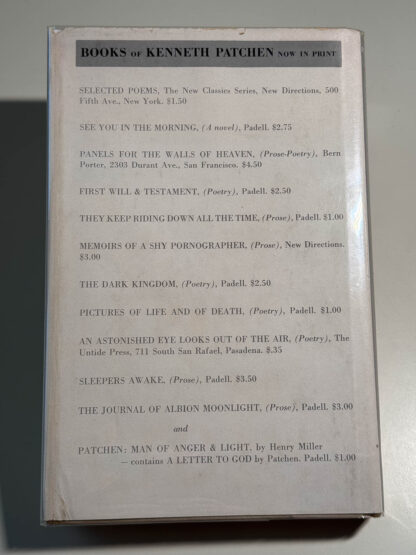 BOOKS OF KENNETH PATCHEN NOW IN PRINT
SELECTED POEMS, The New Classics Series, New Directions, 500
Fifth Ave., New York. $1.50
SEE YOU IN THE MORNING, (A novel), Padell. $2.75
PANELS FOR THE WALLS OF HEAVEN, (Prose-Poetry), Bern
Porter, 2303 Durant Ave., San Francisco. $4.50
FIRST WILL & TESTAMENT, (Poetry), Padell. $2.50
THEY KEEP RIDING DOWN ALL THE TIME, (Prose), Padell. $1.00
MEMOIRS OF A SHY PORNOGRAPHER, (Prose), New Directions.
$3.00
THE DARK KINGDOM, (Poetry), Padell. $2.50
PICTURES OF LIFE AND OF DEATH, (Poetry), Padell. $1.00
AN ASTONISHED EYE LOOKS OUT OF THE AIR, (Poetry), The
Untide Press, 711 South San Rafael, Pasadena. $.35
SLEEPERS AWAKE, (Prose), Padell. $3.50
THE JOURNAL OF ALBION MOONLIGHT, (Prose), Padell. $3.00
and
PATCHEN: MAN OF ANGER & LIGHT, by Henry Miller
— contains A LETTER TO GOD by Patchen. Padell. $1.00